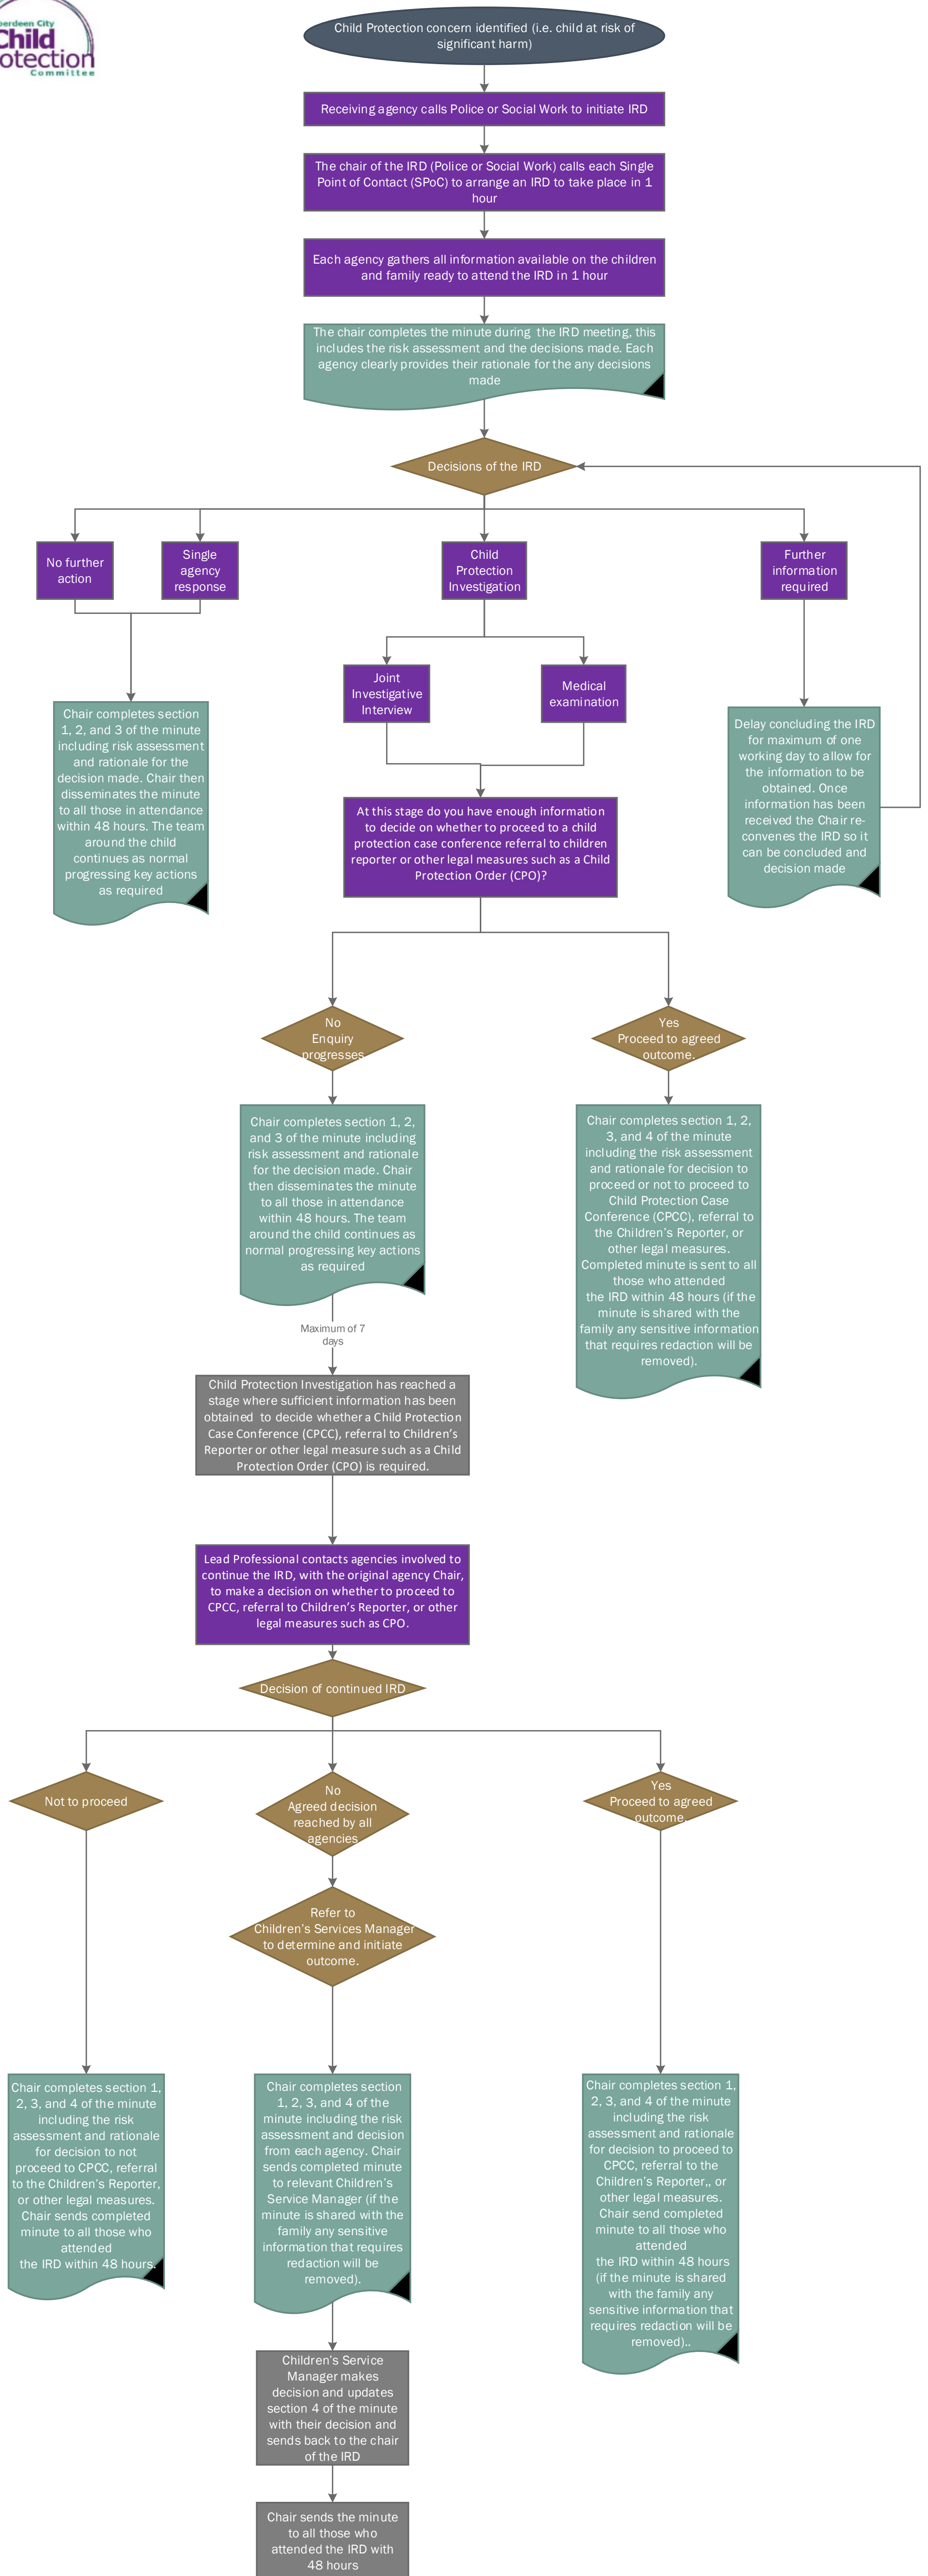 berdeen City
Child
otection
Committee
Child Protection concern identified (i.e. child at risk of
significant harm)
Receiving agency calls Police or Social Work to initiate IRD
The chair of the IRD (Police or Social Work) calls each Single
Point of Contact (SPoC) to arrange an IRD to take place in 1
hour
Each agency gathers all information available on the children
and family ready to attend the IRD in 1 hour
The chair completes the minute during the IRD meeting, this
includes the risk assessment and the decisions made. Each
agency clearly provides their rationale for the any decisions
made
Decisions of the IRD
No further
action
Single
agency
response
Child
Protection
Investigation
Further
information
required
Joint
Investigative
Interview
Medical
examination
Chair completes section
1, 2, and 3 of the minute
including risk assessment
and rationale for the
decision made. Chair then
disseminates the minute
to all those in attendance
within 48 hours. The team
around the child
continues as normal
progressing key actions
as required
Delay concluding the IRD
for maximum of one
working day to allow for
the information to be
obtained. Once
information has been
received the Chair re-
convenes the IRD so it
can be concluded and
decision made
At this stage do you have enough information
to decide on whether to proceed to a child
protection case conference referral to children
reporter or other legal measures such as a Child
Protection Order (CPO)?
No
Enquiry
progresses
Yes
Proceed to agreed
outcome.
Chair completes section 1, 2,
and 3 of the minute including
risk assessment and rationale
for the decision made. Chair
then disseminates the minute
to all those in attendance
within 48 hours. The team
around the child continues as
normal progressing key actions
as required
Chair completes section 1, 2,
3, and 4 of the minute
including the risk assessment
and rationale for decision to
proceed or not to proceed to
Child Protection Case
Conference (CPCC), referral to
the Children's Reporter, or
other legal measures.
Completed minute is sent to all
those who attended
the IRD within 48 hours (if the
minute is shared with the
family any sensitive information
that requires redaction will be
removed).
Maximum of 7
days
Child Protection Investigation has reached a
stage where sufficient information has been
obtained to decide whether a Child Protection
Case Conference (CPCC), referral to Children's
Reporter or other legal measure such as a Child
Protection Order (CPO) is required.
Lead Professional contacts agencies involved to
continue the IRD, with the original agency Chair,
to make a decision on whether to proceed to
CPCC, referral to Children's Reporter, or other
legal measures such as CPO.
Decision of continued IRD
Not to proceed
No
Agreed decision
reached by all
agencies
Yes
Proceed to agreed
outcome.
Refer to
Children's Services Manager
to determine and initiate
outcome.
Chair completes section 1,
2, 3, and 4 of the minute
including the risk
assessment and rationale
for decision to not
proceed to CPCC, referral
to the Children's Reporter,
or other legal measures.
Chair sends completed
minute to all those who
attended
the IRD within 48 hours.
Chair completes section
1, 2, 3, and 4 of the
minute including the risk
assessment and decision
from each agency. Chair
sends completed minute
to relevant Children's
Service Manager (if the
minute is shared with the
family any sensitive
information that requires
redaction will be
removed).
Chair completes section 1,
2, 3, and 4 of the minute
including the risk
assessment and rationale
for decision to proceed to
CPCC, referral to the
Children's Reporter,, or
other legal measures.
Chair send completed
minute to all those who
attended
the IRD within 48 hours
(if the minute is shared
with the family any
sensitive information that
requires redaction will be
removed)..
Children's Service
Manager makes
decision and updates
section 4 of the minute
with their decision and
sends back to the chair
of the IRD
Chair sends the minute
to all those who
attended the IRD with
48 hours